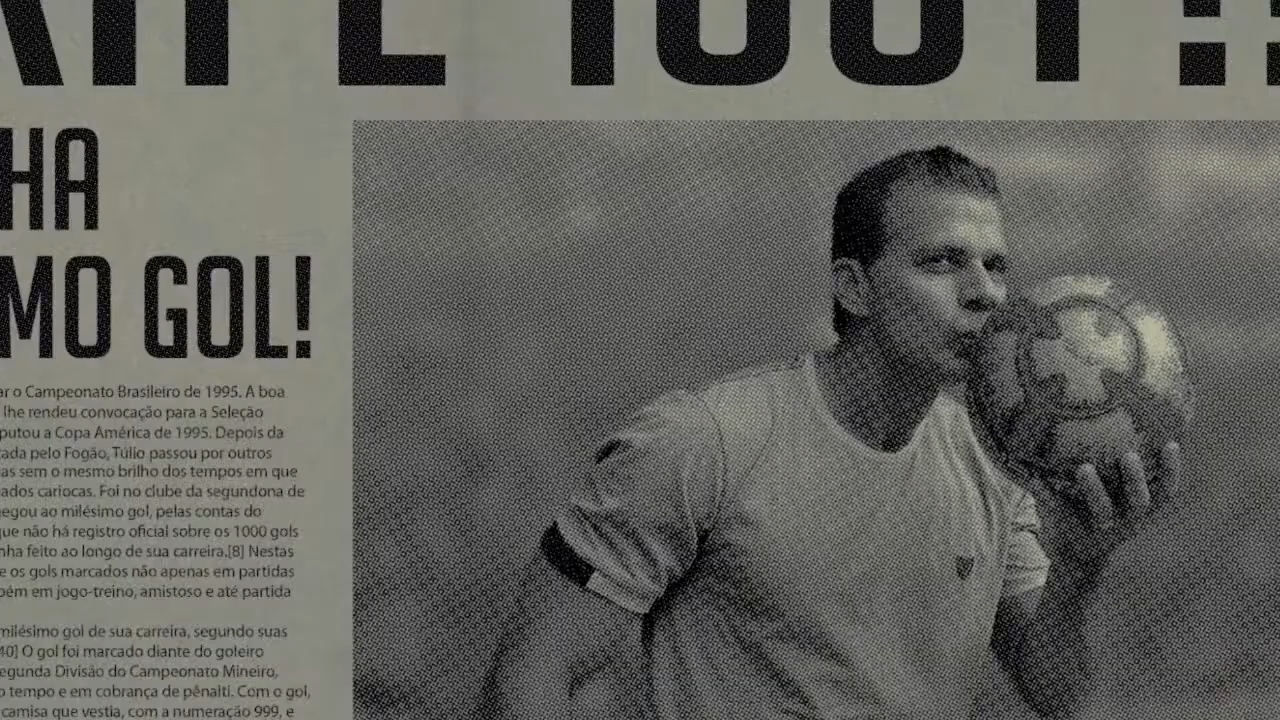 HA
MO GOL!
ar o Campeonato Brasileiro de 1995. A boa
lhe rendeu convocação para a Seleção
putou a Copa América de 1995. Depois da
tada pelo Fogão, Túlio passou por outros
as sem o mesmo brilho dos tempos em que
ados cariocas. Foi no clube da segundona de
egou ao milésimo gol, pelas contas do
que não há registro oficial sobre os 1000 gols
nha feito ao longo de sua carreira.[8] Nestas
e os gols marcados não apenas em partidas
bém em jogo-treino, amistoso e até partida
milésimo gol de sua carreira, segundo suas
40] O gol foi marcado diante do goleiro
egunda Divisão do Campeonato Mineiro,
o tempo e em cobrança de pênalti. Com o gol,
camisa que vestia, com a numeração 999, e